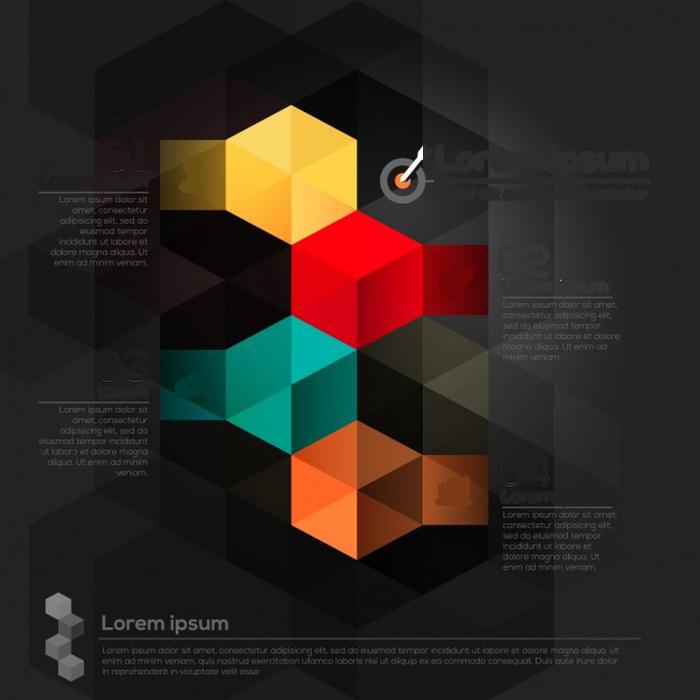 Lorem ipsum
01
Lorem ipsum dolor sit
amet, consectetur
adipisicing elit, sed do
eiusmod tempor
incididunt ut labore et
dolore magna aliqua. Ut
enim ad minim veniam,
2
Lorem ipsum dolor sit amet,
consectetur adipisicing elit,
sed do eiusmod tempor
incididunt ut labore et dolore
magna aliqua. Ut enim ad
minim veniam.
Lorem ipsum dolor sit
amet, consectetur
adipisicing elit, sed do
eiusmod tempor incididunt
ut labore et dolore magna
aliqua. Ut enim ad minim
veniam,
04
Lorem
Lorem ipsum dolor sit amet,
consectetur adipisicing elit,
sed do eiusmod tempor
incididunt ut labore et dolore
magna aliqua. Ut enim ad
minim veniam,
Lorem ipsum
Lorem ipsum dolor sit amet, consectetur adipisicing elit, sed do eiusmod tempor incididunt ut labore et dolore magna aliqua. Ut
enim ad minim veniam, quis nostrud exercitation ullamco laboris nisi ut aliquip ex ea commodo consequat. Duis aute irure dolor
in reprehenderit in voluptate velit esse